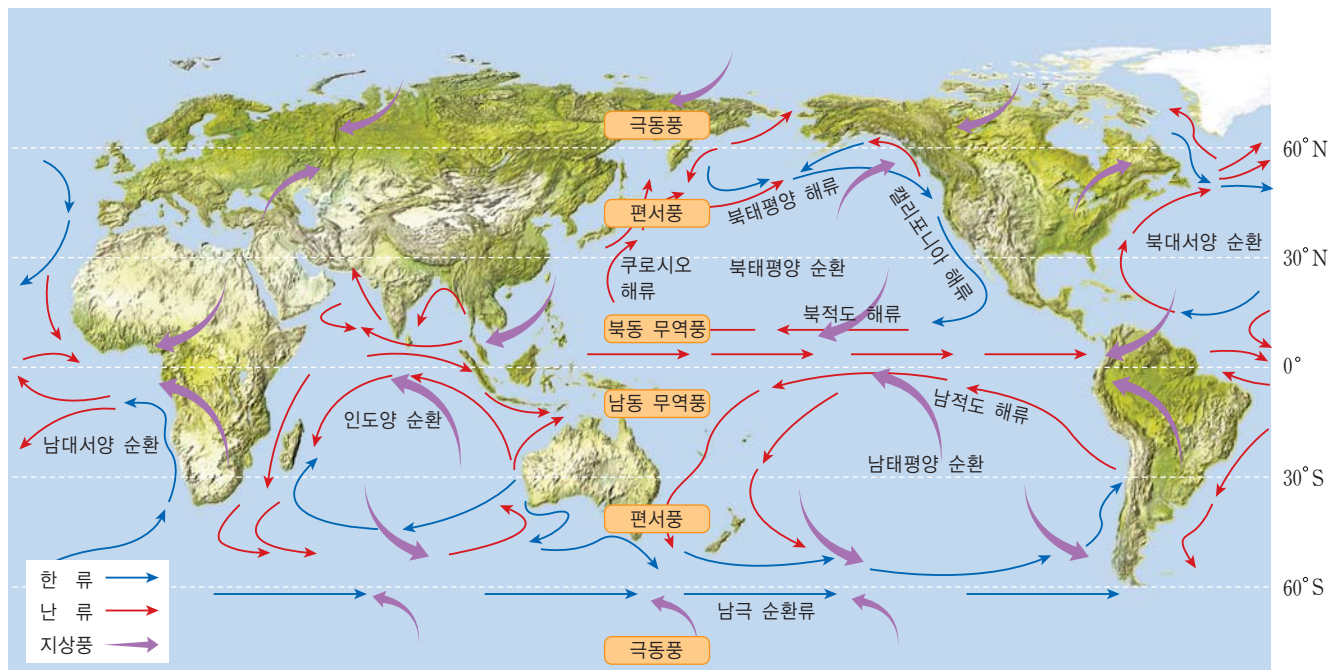 극동풍
60°N
편서풍
북태평양 해류
캘리포니아 해류
북대서양 순환
쿠로시오
해류
북태평양 순환
30°N
북동 무역풍
북적도 해류
0°
남동 무역풍
남적도 해류
인도양 순환
남대서양 순환
남태평양 순환
30°S
편서풍
한 류
난 류
지상풍
60°S
남극 순환류
극동풍